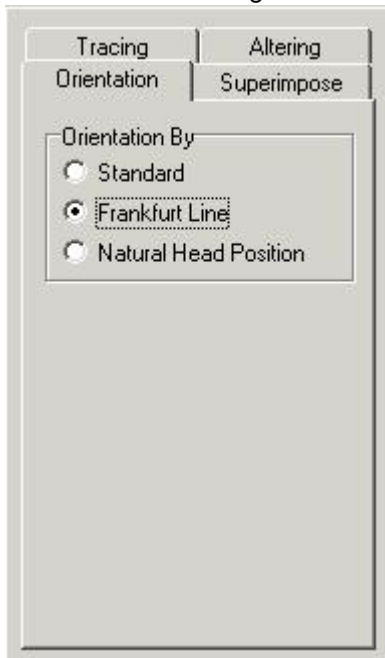 Tracing Altering
Orientation Superimpose
Orientation By
Standard
Frankfurt Line
Natural Head Position